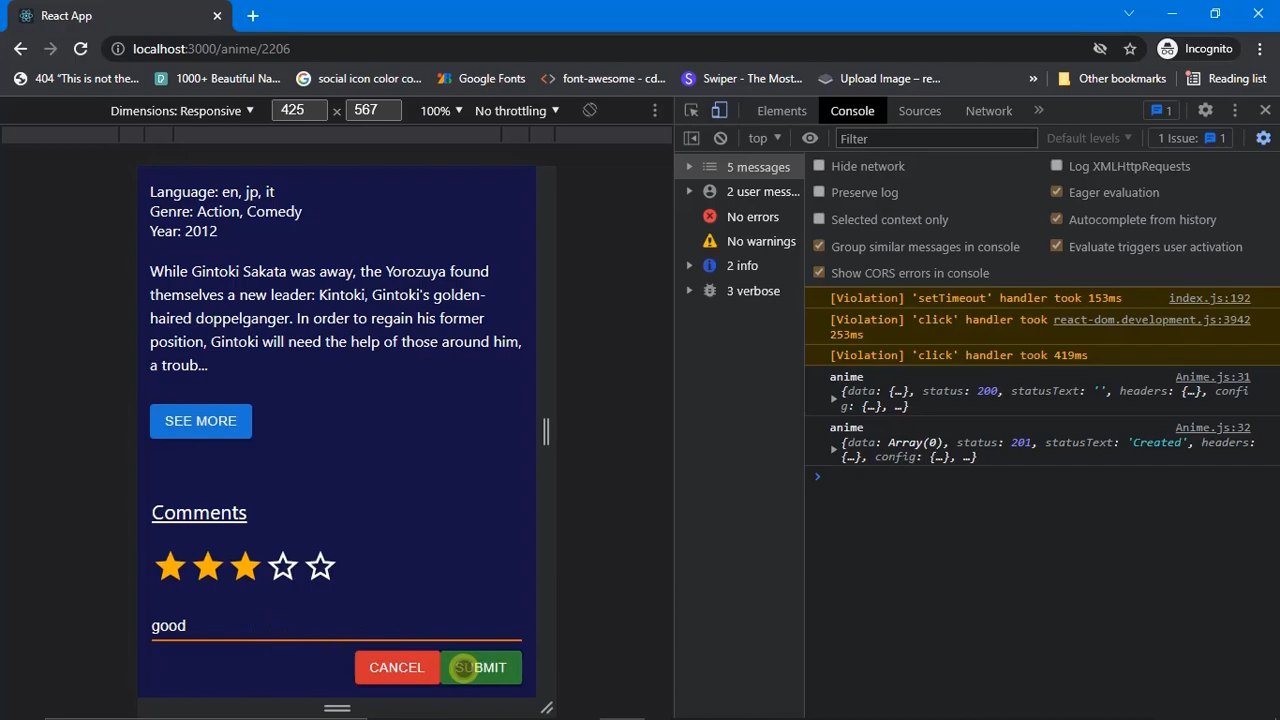 React App
localhost:3000/anime/2206
Incognito
404 "This is not the...
1000+ Beautiful Na...
social icon color co...
Google Fonts
font-awesome - cd...
Swiper - The Most...
Upload Image – re...
»
Other bookmarks
Reading list
Dimensions: Responsive
425 × 567
100%
No throttling
Elements
Console
Sources
Network
»
1
top
Filter
Default levels
1 Issue: 1
5 messages
2 user mess...
No errors
No warnings
2 info
3 verbose
Hide network
Log XMLHttpRequests
Preserve log
Eager evaluation
Selected context only
Autocomplete from history
Group similar messages in console
Evaluate triggers user activation
Show CORS errors in console
[Violation] 'setTimeout' handler took 153ms index.js:192
[Violation] 'click' handler took react-dom.development.js:3942
253ms
[Violation] 'click' handler took 419ms
anime Anime.js:31
{data: {…}, status: 200, statusText: '', headers: {…}, confi
g: {…}, …}
anime Anime.js:32
{data: Array(0), status: 201, statusText: 'Created', headers:
{…}, config: {…}, …}
Language: en, jp, it
Genre: Action, Comedy
Year: 2012
While Gintoki Sakata was away, the Yorozuya found
themselves a new leader: Kintoki, Gintoki's golden-
haired doppelganger. In order to regain his former
position, Gintoki will need the help of those around him,
a troub...
SEE MORE
Comments
good
CANCEL
SUBMIT